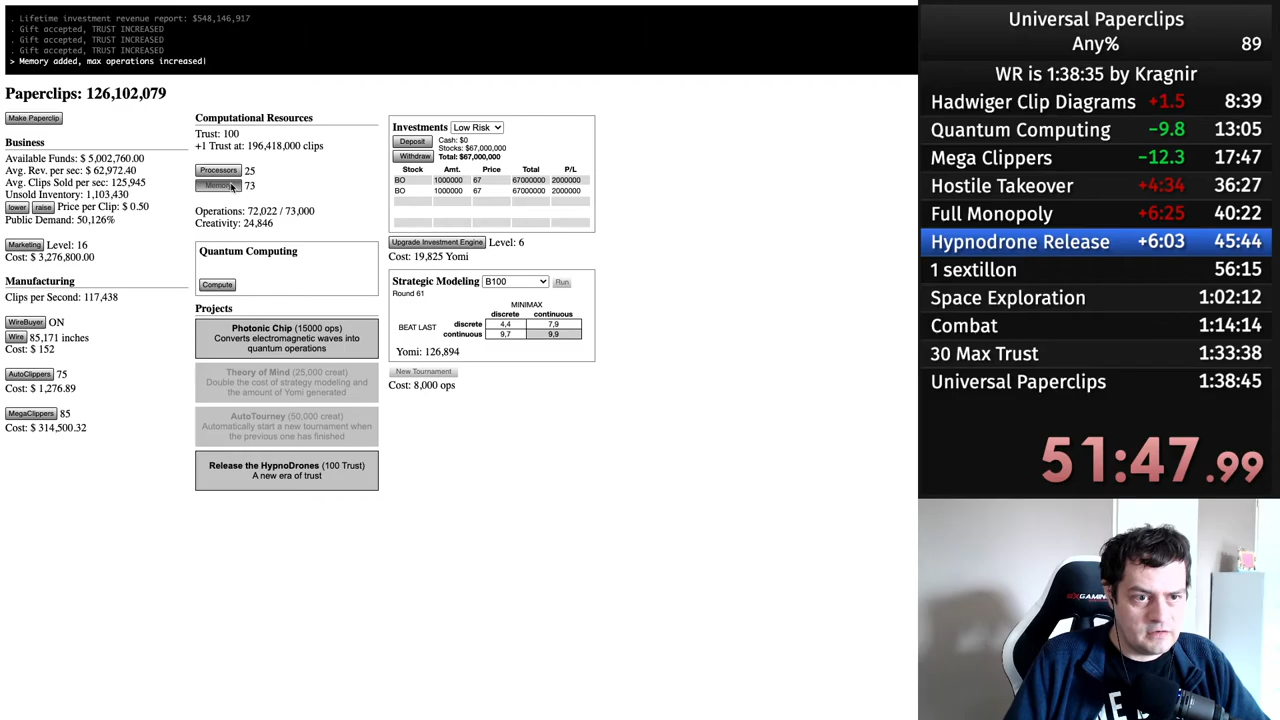 . Lifetime investment revenue report: $548,146,917
. Gift accepted, TRUST INCREASED
. Gift accepted, TRUST INCREASED
. Gift accepted, TRUST INCREASED
> Memory added, max operations increased|
Paperclips: 126,102,079
Make Paperclip
Business
Available Funds: $ 5,002,760.00
Avg. Rev. per sec: $ 62,972.40
Avg. Clips Sold per sec: 125,945
Unsold Inventory: 1,103,430
lower raise Price per Clip: $ 0.50
Public Demand: 50,126%
Marketing Level: 16
Cost: $ 3,276,800.00
Manufacturing
Clips per Second: 117,438
WireBuyer ON
Wire 85,171 inches
Cost: $ 152
AutoClippers 75
Cost: $ 1,276.89
MegaClippers 85
Cost: $ 314,500.32
Computational Resources
Trust: 100
+1 Trust at: 196,418,000 clips
Processors 25
Memory 73
Operations: 72,022 / 73,000
Creativity: 24,846
Quantum Computing
Compute
Projects
Photonic Chip (15000 ops)
Converts electromagnetic waves into
quantum operations
Theory of Mind (25,000 creat)
Double the cost of strategy modeling and
the amount of Yomi generated
AutoTourney (50,000 creat)
Automatically start a new tournament when
the previous one has finished
Release the HypnoDrones (100 Trust)
A new era of trust
Investments Low Risk
Deposit Cash: $0
Stocks: $67,000,000
Withdraw Total: $67,000,000
Stock Amt. Price Total P/L
BO 1000000 67 67000000 2000000
BO 1000000 67 67000000 2000000
Upgrade Investment Engine Level: 6
Cost: 19,825 Yomi
Strategic Modeling B100 Run
Round 61
MINIMAX
discrete continuous
BEAT LAST discrete 4,4 7,9
continuous 9,7 9,9
Yomi: 126,894
New Tournament
Cost: 8,000 ops
Universal Paperclips
Any% 89
WR is 1:38:35 by Kragnir
Hadwiger Clip Diagrams +1.5 8:39
Quantum Computing −9.8 13:05
Mega Clippers −12.3 17:47
Hostile Takeover +4:34 36:27
Full Monopoly +6:25 40:22
Hypnodrone Release +6:03 45:44
1 sextillon 56:15
Space Exploration 1:02:12
Combat 1:14:14
30 Max Trust 1:33:38
Universal Paperclips 1:38:45
51:47.99